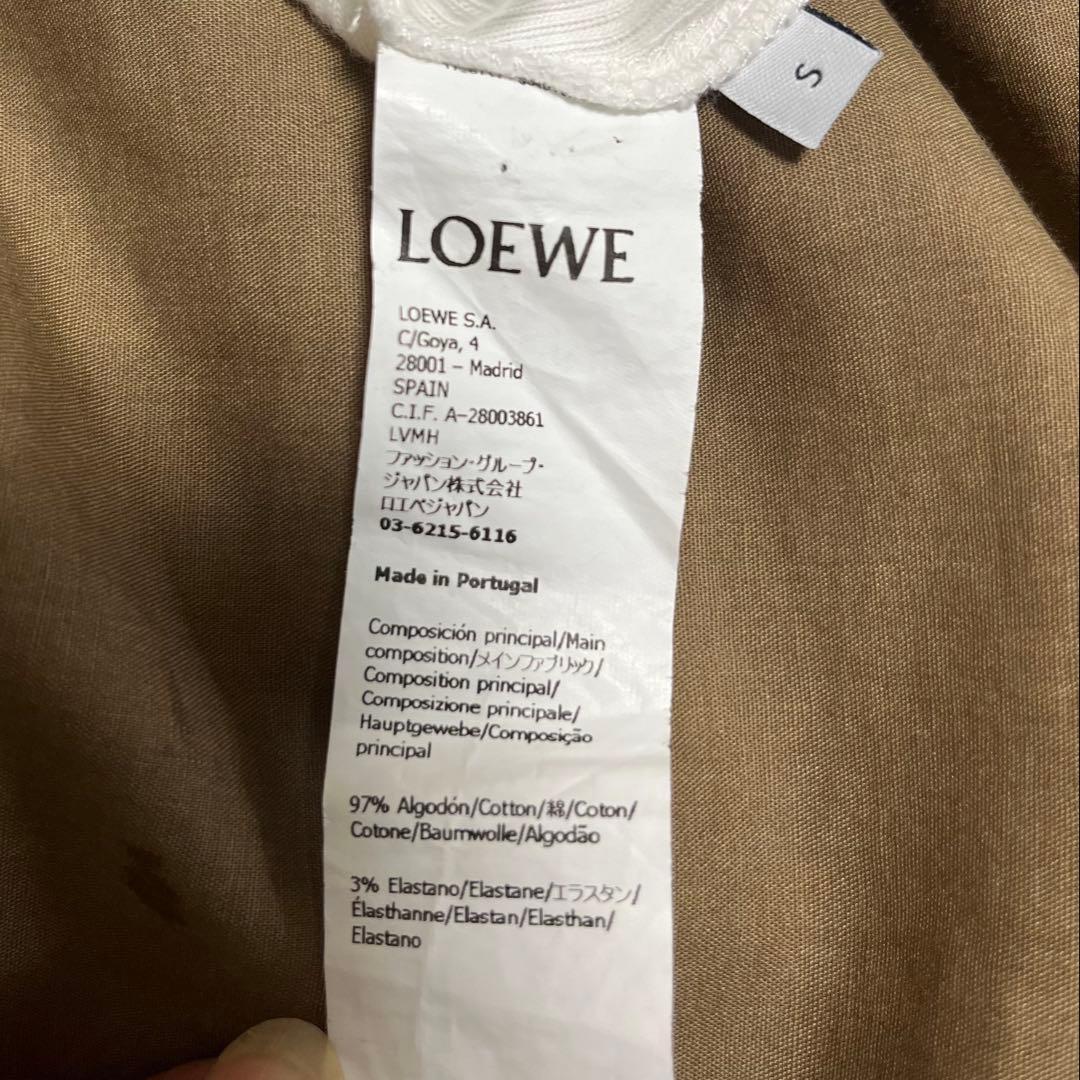 S
LOEWE
LOEWE S.A.
C/Goya, 4
28001 – Madrid
SPAIN
C.I.F. A-28003861
LVMH
ファッション・グループ・
ジャパン株式会社
ロエベジャパン
03-6215-6116
Made in Portugal
Composición principal/Main
composition/メインファブリック/
Composition principal/
Composizione principale/
Hauptgewebe/Composição
principal
97% Algodón/Cotton/綿/Coton/
Cotone/Baumwolle/Algodão
3% Elastano/Elastane/エラスタン/
Élasthanne/Elastan/Elasthan/
Elastano